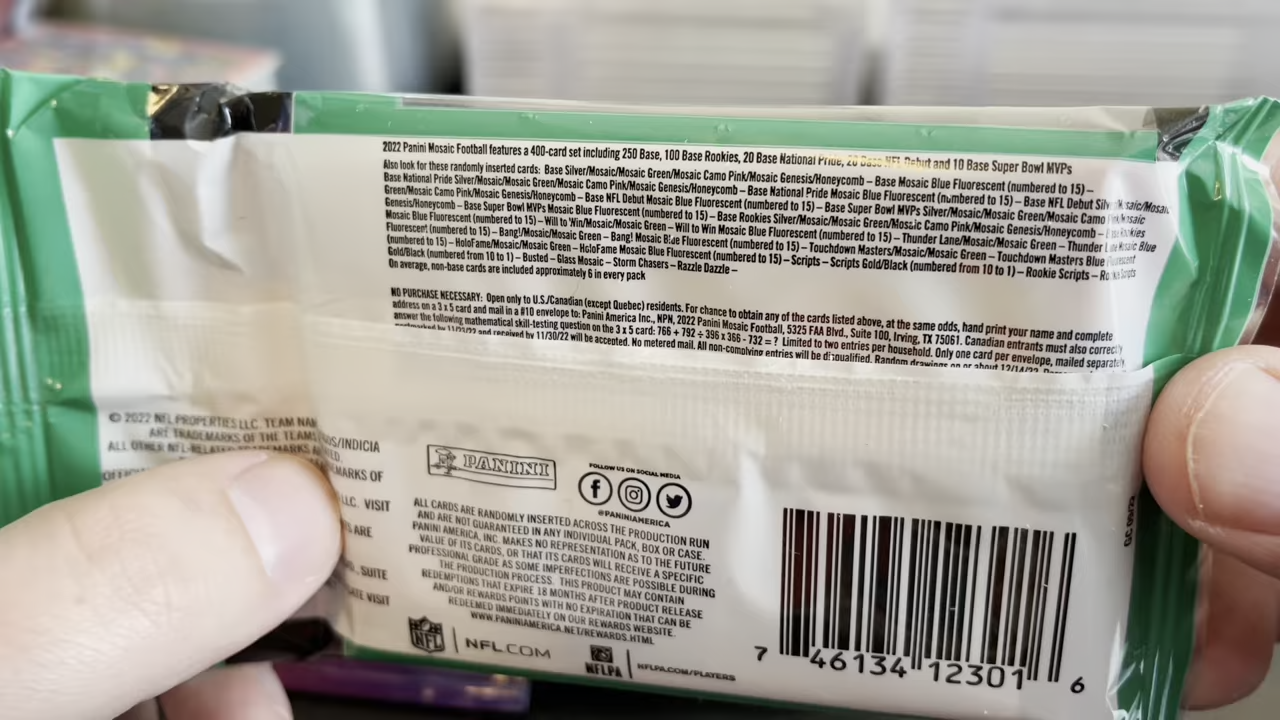 2022 Panini Mosaic Football features a 400-card set including 250 Base, 100 Base Rookies, 20 Base National Pride, 20 Base NFL Debut and 10 Base Super Bowl MVPs
Also look for these randomly inserted cards: Base Silver/Mosaic/Mosaic Green/Mosaic Camo Pink/Mosaic Genesis/Honeycomb – Base Mosaic Blue Fluorescent (numbered to 15) –
Base National Pride Silver/Mosaic/Mosaic Green/Mosaic Camo Pink/Mosaic Genesis/Honeycomb – Base National Pride Mosaic Blue Fluorescent (numbered to 15) – Base NFL Debut Silver/Mosaic/Mosaic
Green/Mosaic Camo Pink/Mosaic Genesis/Honeycomb – Base NFL Debut Mosaic Blue Fluorescent (numbered to 15) – Base Super Bowl MVPs Silver/Mosaic/Mosaic Green/Mosaic Camo Pink/Mosaic
Genesis/Honeycomb – Base Super Bowl MVPs Mosaic Blue Fluorescent (numbered to 15) – Base Rookies Silver/Mosaic/Mosaic Green/Mosaic Camo Pink/Mosaic Genesis/Honeycomb – Base Rookies
Mosaic Blue Fluorescent (numbered to 15) – Will to Win/Mosaic/Mosaic Green – Will to Win Mosaic Blue Fluorescent (numbered to 15) – Thunder Lane/Mosaic/Mosaic Green – Thunder Lane Mosaic Blue
Fluorescent (numbered to 15) – Bang!/Mosaic/Mosaic Green – Bang! Mosaic Blue Fluorescent (numbered to 15) – Touchdown Masters/Mosaic/Mosaic Green – Touchdown Masters Blue Fluorescent
(numbered to 15) – HoloFame/Mosaic/Mosaic Green – HoloFame Mosaic Blue Fluorescent (numbered to 15) – Scripts – Scripts Gold/Black (numbered from 10 to 1) – Rookie Scripts – Rookie Scripts
Gold/Black (numbered from 10 to 1) – Busted – Glass Mosaic – Storm Chasers – Razzle Dazzle –
On average, non-base cards are included approximately 6 in every pack
NO PURCHASE NECESSARY: Open only to U.S./Canadian (except Quebec) residents. For chance to obtain any of the cards listed above, at the same odds, hand print your name and complete
address on a 3 x 5 card and mail in a #10 envelope to: Panini America Inc., NPN, 2022 Panini Mosaic Football, 5325 FAA Blvd., Suite 100, Irving, TX 75061. Canadian entrants must also correctly
answer the following mathematical skill-testing question on the 3 x 5 card: 766 + 792 ÷ 396 x 366 - 732 = ? Limited to two entries per household. Only one card per envelope, mailed separately,
postmarked by 11/23/22 and received by 11/30/22 will be accepted. No metered mail. All non-complying entries will be disqualified. Random drawings on or about 12/14/22.
© 2022 NFL PROPERTIES LLC. TEAM NAM
OS/INDICIA
ARE TRADEMARKS OF THE TEAMS
ED.
ALL OTHER NFL-RELATED TRADEMARKS
EMARKS OF
LLC. VISIT
ARE
SUITE
VISIT
PANINI
FOLLOW US ON SOCIAL MEDIA
@PANINIAMERICA
ALL CARDS ARE RANDOMLY INSERTED ACROSS THE PRODUCTION RUN
AND ARE NOT GUARANTEED IN ANY INDIVIDUAL PACK, BOX OR CASE.
PANINI AMERICA, INC. MAKES NO REPRESENTATION AS TO THE FUTURE
VALUE OF ITS CARDS, OR THAT ITS CARDS WILL RECEIVE A SPECIFIC
PROFESSIONAL GRADE AS SOME IMPERFECTIONS ARE POSSIBLE DURING
THE PRODUCTION PROCESS. THIS PRODUCT MAY CONTAIN
REDEMPTIONS THAT EXPIRE 18 MONTHS AFTER PRODUCT RELEASE
AND/OR REWARDS POINTS WITH NO EXPIRATION THAT CAN BE
REDEEMED IMMEDIATELY ON OUR REWARDS WEBSITE.
WWW.PANINIAMERICA.NET/REWARDS.HTML
NFL
NFL.COM
NFLPA
NFLPA.COM/PLAYERS
7 46134 12301 6